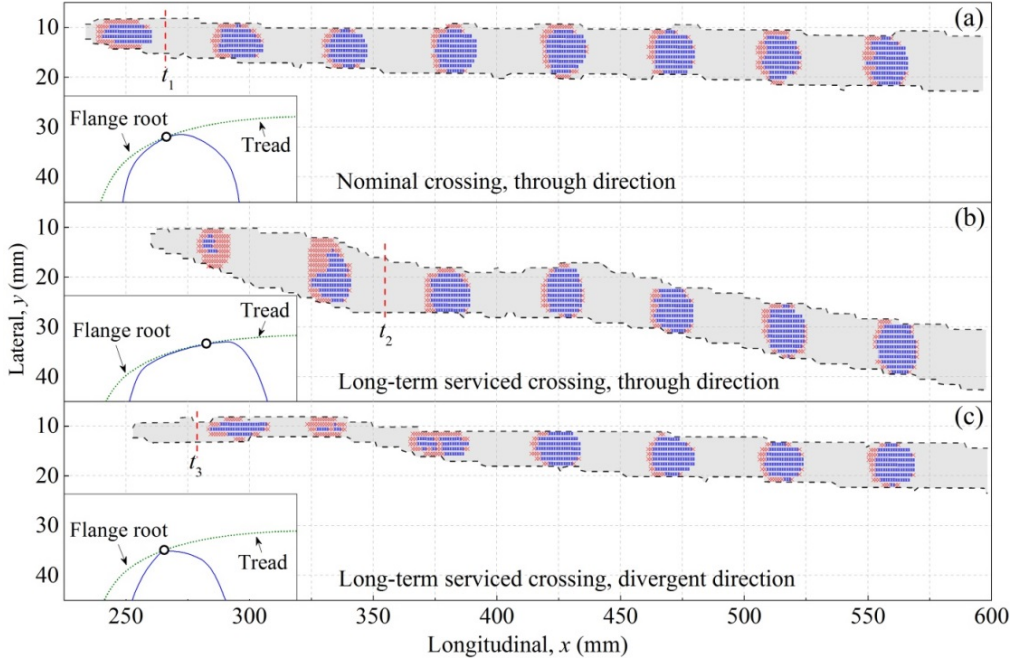 (a)
10
20
t1
Flange root
Tread
30
40
Nominal crossing, through direction
(b)
10
20
t2
Flange root
Tread
30
40
Long-term serviced crossing, through direction
Lateral, y (mm)
(c)
10
20
t3
Flange root
Tread
30
40
Long-term serviced crossing, divergent direction
250 300 350 400 450 500 550 600
Longitudinal, x (mm)